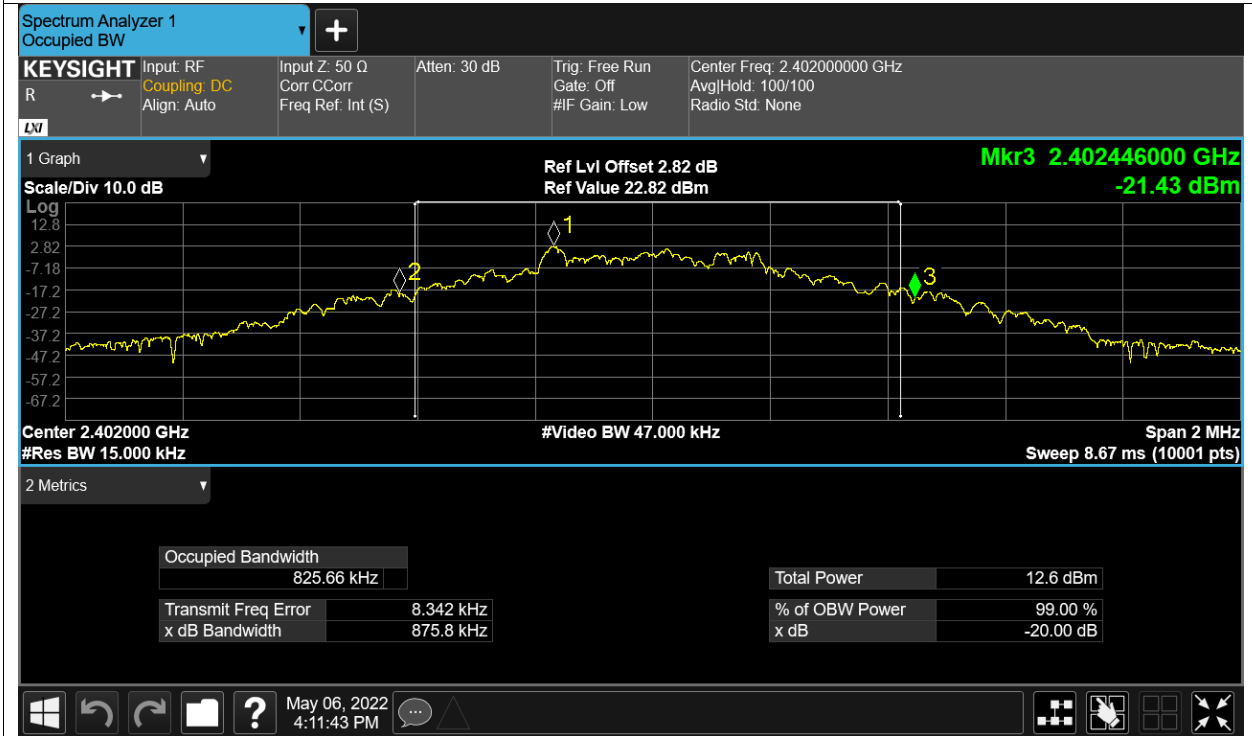 Spectrum Analyzer 1
Occupied BW
KEYSIGHT
R
LXI
Input: RF
Coupling: DC
Align: Auto
Input Z: 50 Ω
Corr CCorr
Freq Ref: Int (S)
Atten: 30 dB
Trig: Free Run
Gate: Off
#IF Gain: Low
Center Freq: 2.402000000 GHz
Avg|Hold: 100/100
Radio Std: None
1 Graph
Scale/Div 10.0 dB
Ref Lvl Offset 2.82 dB
Ref Value 22.82 dBm
Mkr3 2.402446000 GHz
-21.43 dBm
Log
12.8
2.82
-7.18
-17.2
-27.2
-37.2
-47.2
-57.2
-67.2
1
2
3
Center 2.402000 GHz
#Res BW 15.000 kHz
#Video BW 47.000 kHz
Span 2 MHz
Sweep 8.67 ms (10001 pts)
2 Metrics
Occupied Bandwidth
825.66 kHz
Transmit Freq Error 8.342 kHz
x dB Bandwidth 875.8 kHz
Total Power 12.6 dBm
% of OBW Power 99.00 %
x dB -20.00 dB
?
May 06, 2022
4:11:43 PM